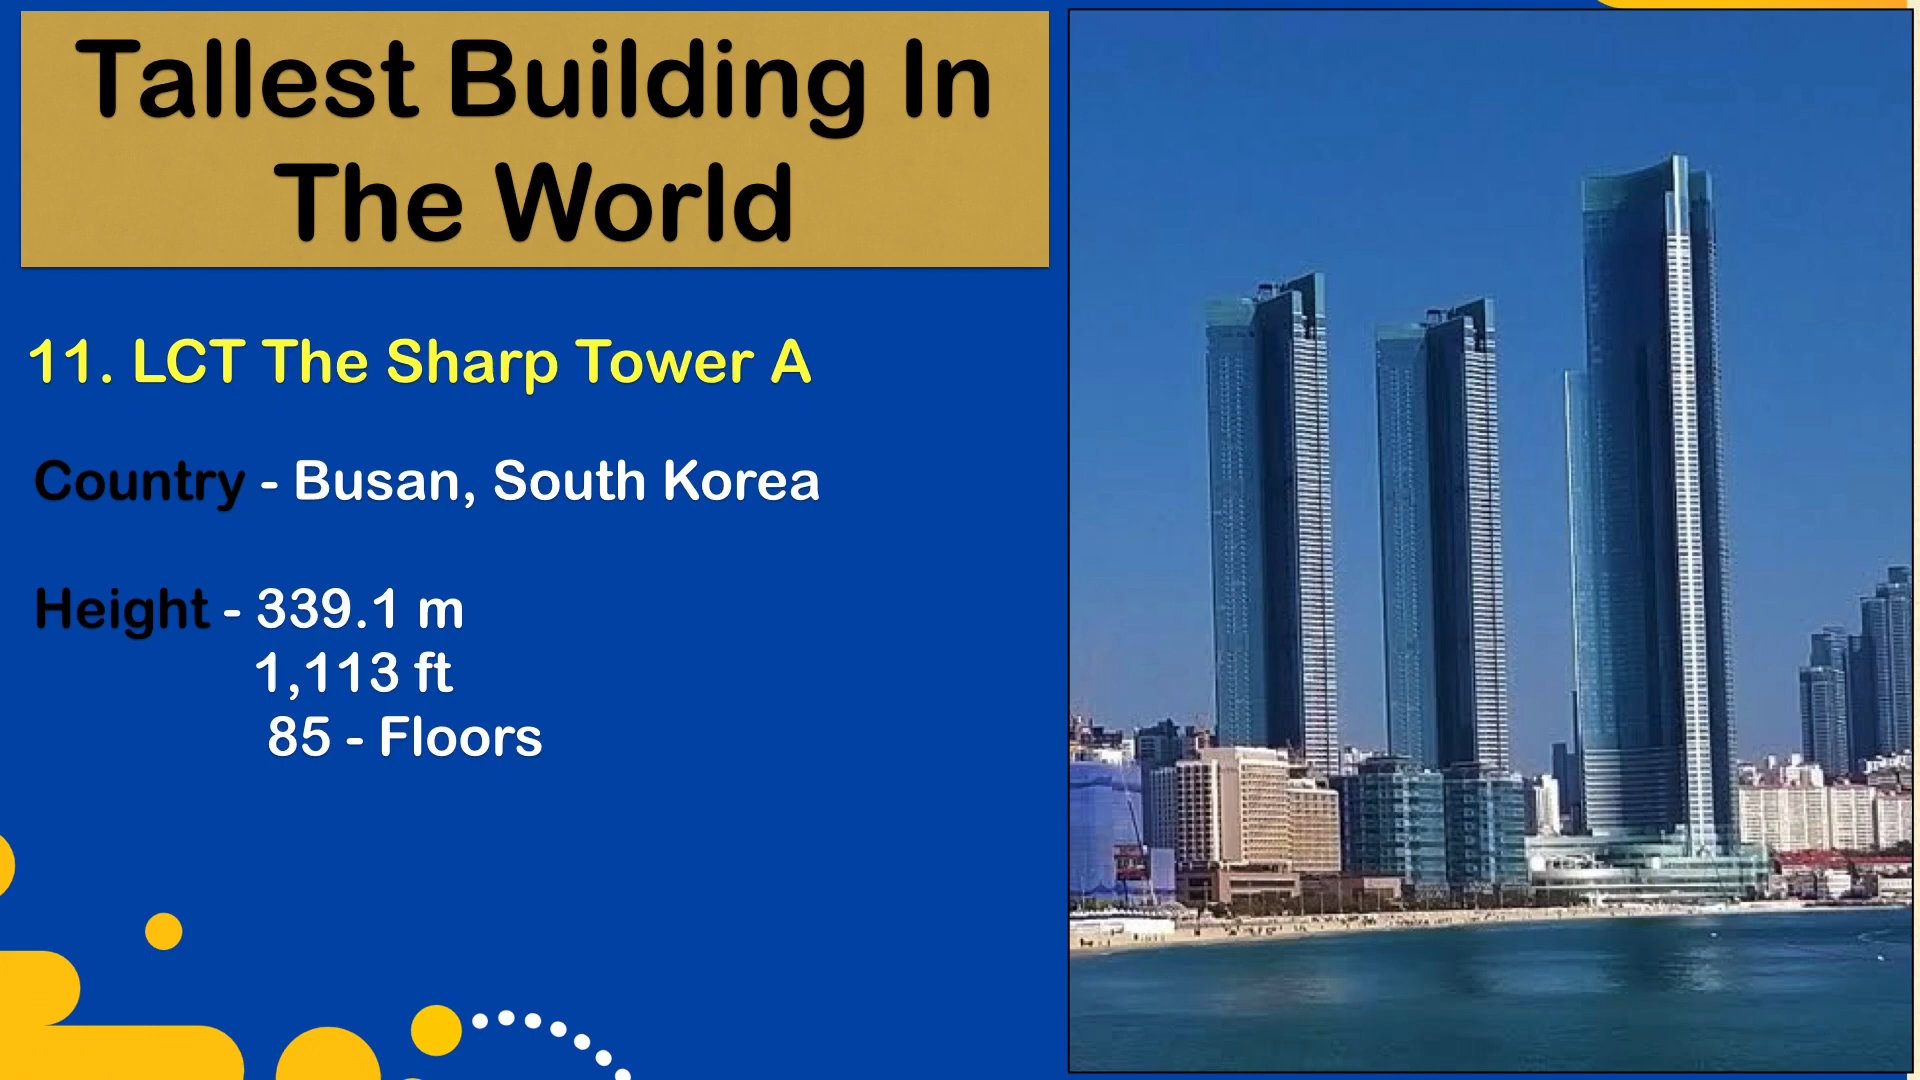 Tallest Building In
The World
11. LCT The Sharp Tower A
Country - Busan, South Korea
Height - 339.1 m
1,113 ft
85 - Floors